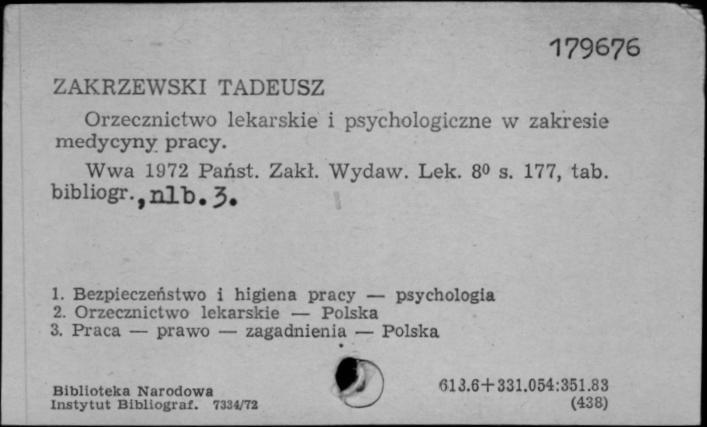 179676
ZAKRZEWSKI TADEUSZ
Orzecznictwo lekarskie i psychologiczne w zakresie
medycyny pracy.
Wwa 1972 Państ. Zakł. Wydaw. Lek. 8⁰ s. 177, tab.
bibliogr., nlb. 3.
1. Bezpieczeństwo i higiena pracy — psychologia
2. Orzecznictwo lekarskie — Polska
3. Praca — prawo — zagadnienia — Polska
Biblioteka Narodowa 613.6+331.054:351.83
Instytut Bibliograf. 7334/72 (438)